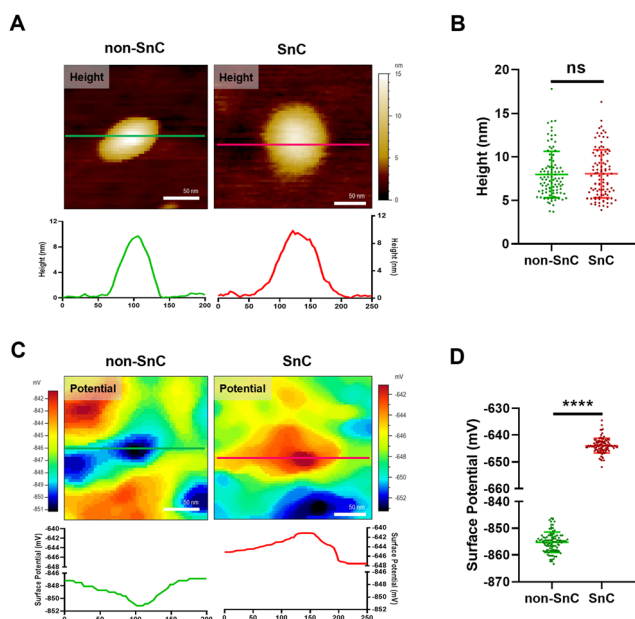 A
non-SnC
SnC
B
Height
Height
nm
15
10
5
0
50 nm
50 nm
Height (nm)
12
8
4
0
0 50 100 150 200
12
9
6
3
0
Height (nm)
0 50 100 150 200 250
ns
Height (nm)
20
15
10
5
0
non-SnC SnC
C
non-SnC
SnC
D
Potential
Potential
mV
-842
-843
-844
-845
-846
-847
-848
-849
-850
-851
mV
-642
-644
-646
-648
-650
-652
50 nm
50 nm
Surface Potential (mV)
-640
-644
-648
-848
-850
-852
0 50 100 150 200
-640
-642
-644
-646
-648
-848
-852
Surface Potential (mV)
0 50 100 150 200 250
****
Surface Potential (mV)
-630
-640
-650
-660
-840
-850
-860
-870
non-SnC SnC